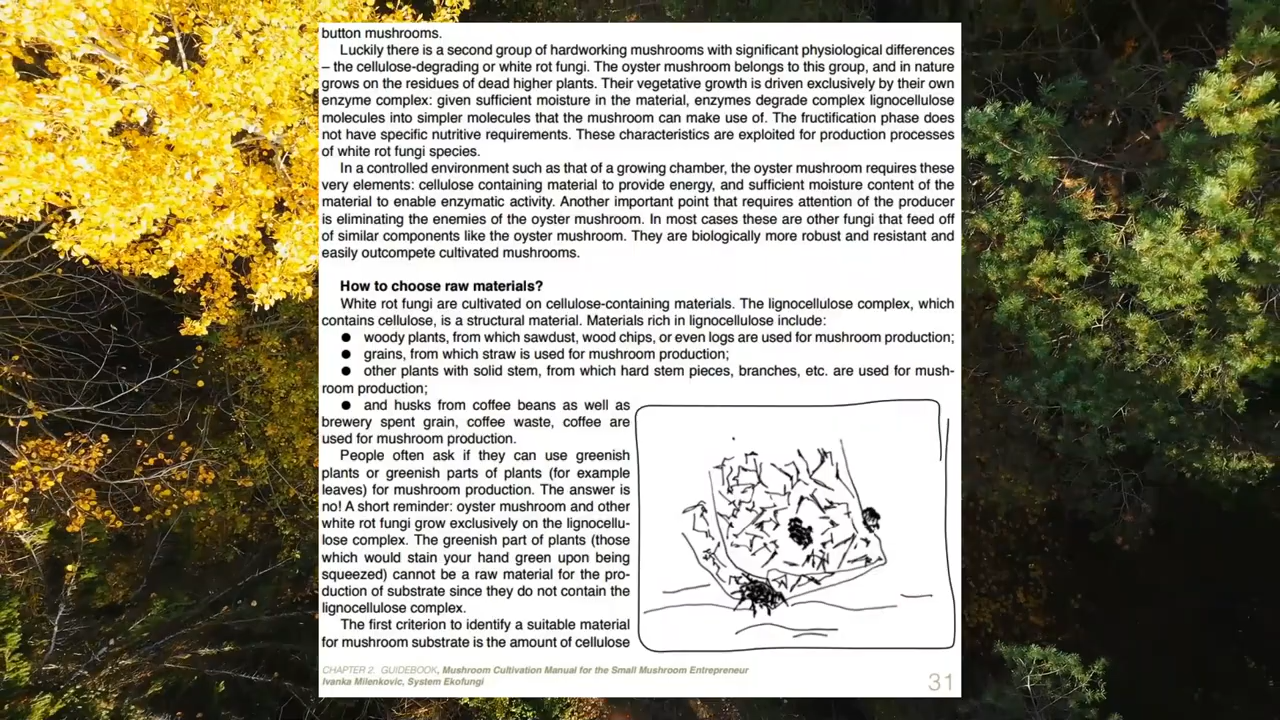 button mushrooms.
Luckily there is a second group of hardworking mushrooms with significant physiological differences
– the cellulose-degrading or white rot fungi. The oyster mushroom belongs to this group, and in nature
grows on the residues of dead higher plants. Their vegetative growth is driven exclusively by their own
enzyme complex: given sufficient moisture in the material, enzymes degrade complex lignocellulose
molecules into simpler molecules that the mushroom can make use of. The fructification phase does
not have specific nutritive requirements. These characteristics are exploited for production processes
of white rot fungi species.
In a controlled environment such as that of a growing chamber, the oyster mushroom requires these
very elements: cellulose containing material to provide energy, and sufficient moisture content of the
material to enable enzymatic activity. Another important point that requires attention of the producer
is eliminating the enemies of the oyster mushroom. In most cases these are other fungi that feed off
of similar components like the oyster mushroom. They are biologically more robust and resistant and
easily outcompete cultivated mushrooms.
How to choose raw materials?
White rot fungi are cultivated on cellulose-containing materials. The lignocellulose complex, which
contains cellulose, is a structural material. Materials rich in lignocellulose include:
● woody plants, from which sawdust, wood chips, or even logs are used for mushroom production;
● grains, from which straw is used for mushroom production;
● other plants with solid stem, from which hard stem pieces, branches, etc. are used for mush-
room production;
● and husks from coffee beans as well as
brewery spent grain, coffee waste, coffee are
used for mushroom production.
People often ask if they can use greenish
plants or greenish parts of plants (for example
leaves) for mushroom production. The answer is
no! A short reminder: oyster mushroom and other
white rot fungi grow exclusively on the lignocellu-
lose complex. The greenish part of plants (those
which would stain your hand green upon being
squeezed) cannot be a raw material for the pro-
duction of substrate since they do not contain the
lignocellulose complex.
The first criterion to identify a suitable material
for mushroom substrate is the amount of cellulose
CHAPTER 2. GUIDEBOOK, Mushroom Cultivation Manual for the Small Mushroom Entrepreneur
Ivanka Milenkovic, System Ekofungi
31